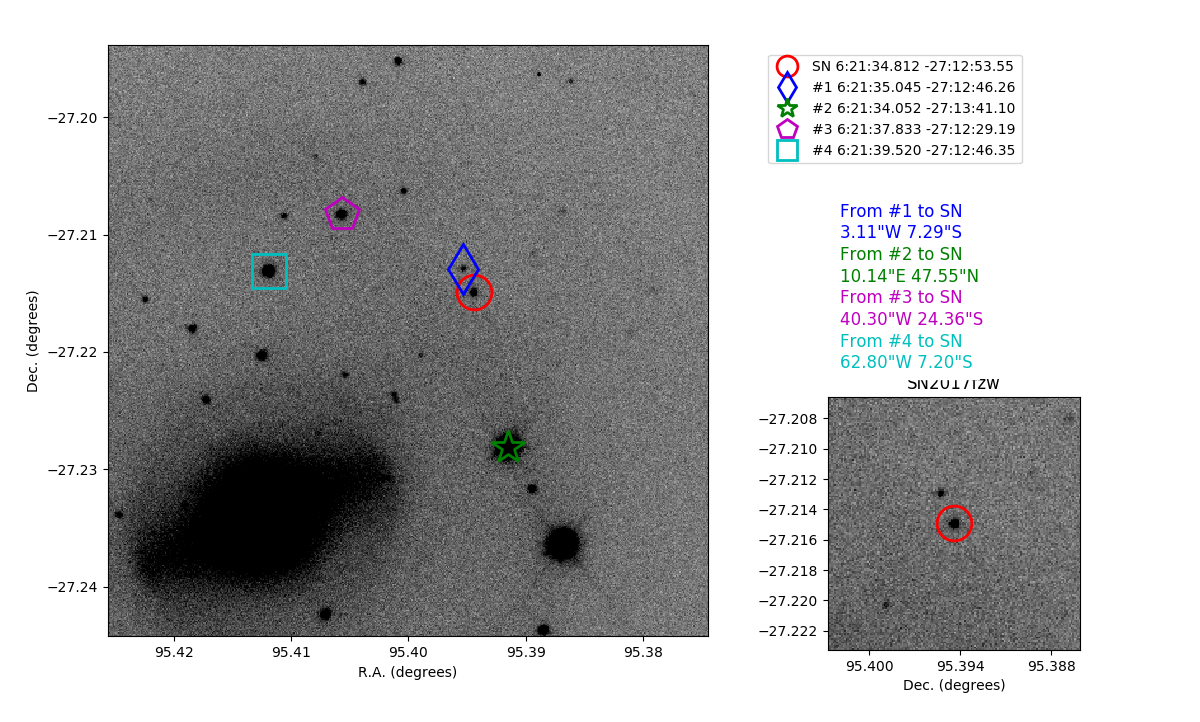 SN 6:21:34.812 -27:12:53.55
#1 6:21:35.045 -27:12:46.26
#2 6:21:34.052 -27:13:41.10
#3 6:21:37.833 -27:12:29.19
#4 6:21:39.520 -27:12:46.35
From #1 to SN
3.11"W 7.29"S
From #2 to SN
10.14"E 47.55"N
From #3 to SN
40.30"W 24.36"S
From #4 to SN
62.80"W 7.20"S
−27.20
−27.21
−27.22
−27.23
−27.24
Dec. (degrees)
95.42
95.41
95.40
95.39
95.38
R.A. (degrees)
SN2017fzw
−27.208
−27.210
−27.212
−27.214
−27.216
−27.218
−27.220
−27.222
95.400
95.394
95.388
Dec. (degrees)